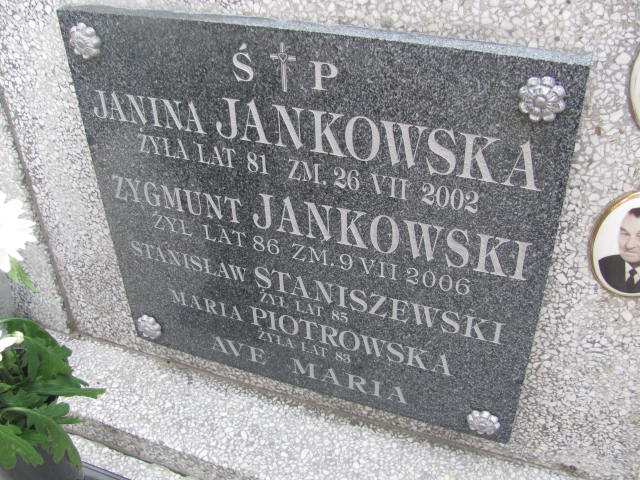 Ś P
JANINA JANKOWSKA
ŻYŁA LAT 81 ZM. 26 VII 2002
ZYGMUNT JANKOWSKI
ŻYŁ LAT 86 ZM. 9 VII 2006
STANISŁAW STANISZEWSKI
ŻYŁ LAT 85
MARIA PIOTROWSKA
ŻYŁA LAT 83
AVE MARIA